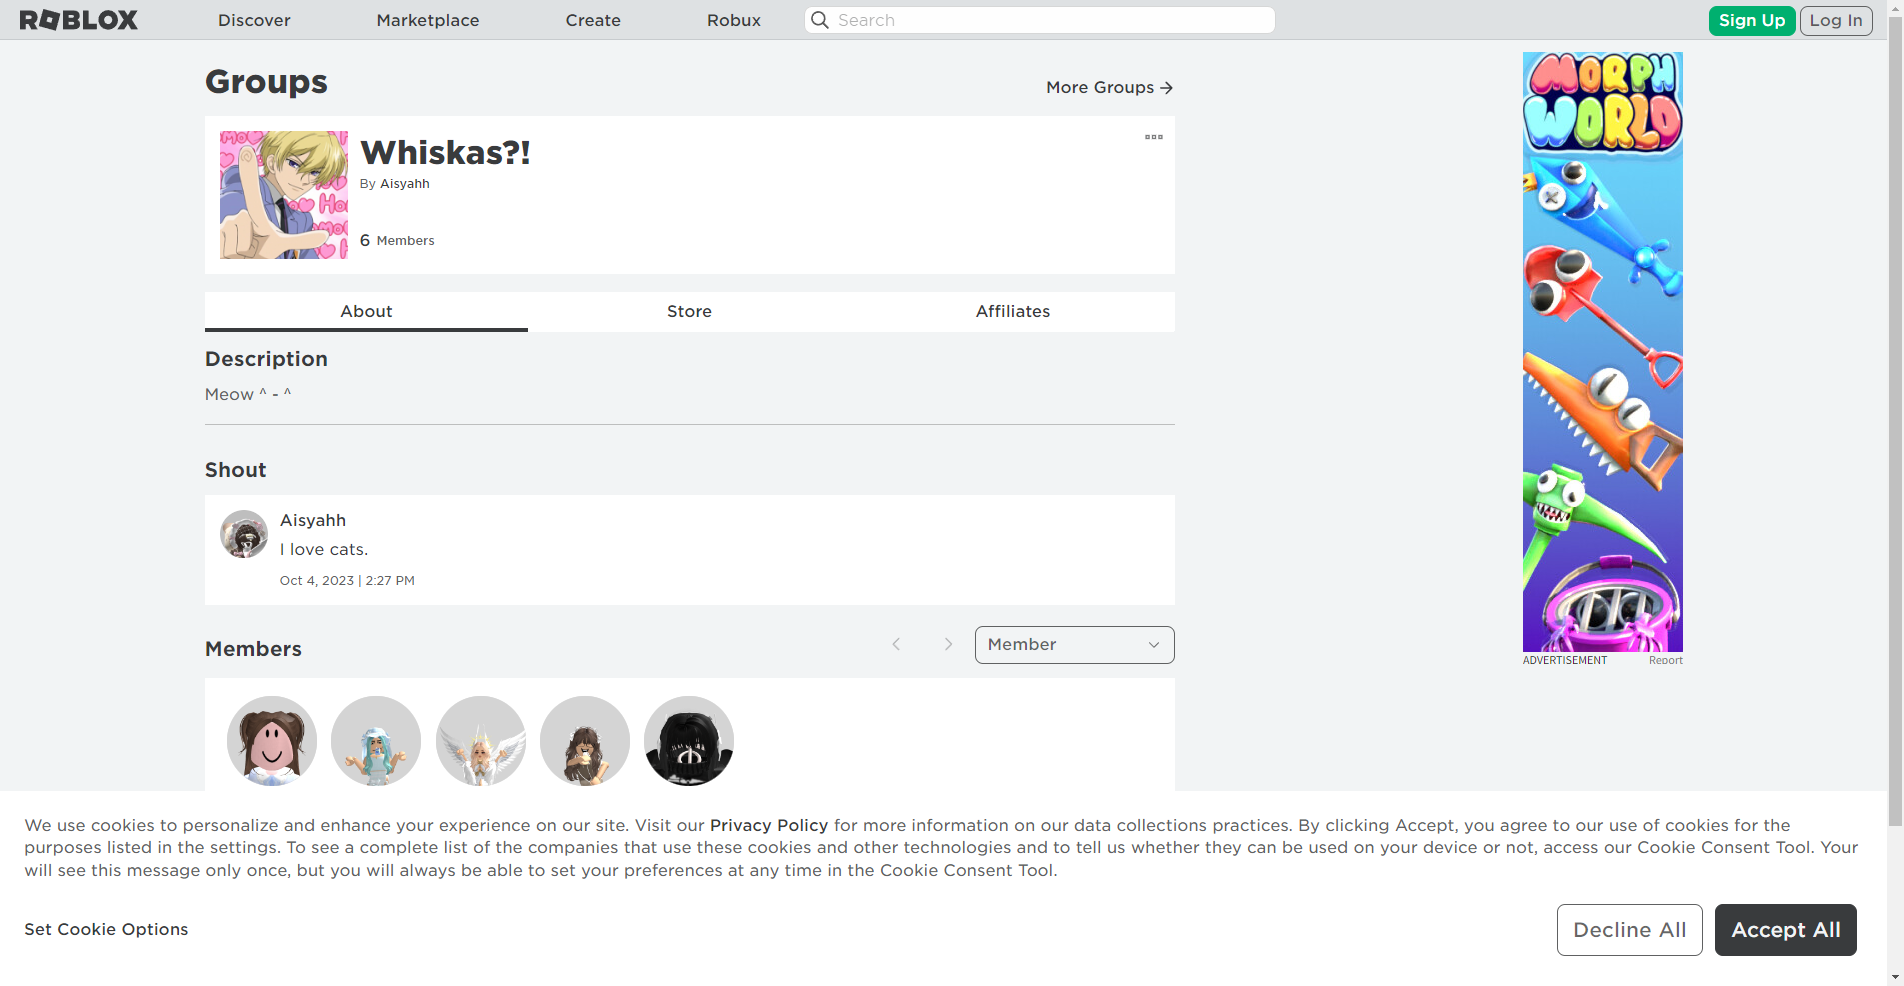 ROBLOX
Discover
Marketplace
Create
Robux
Search
Sign Up
Log In
Groups
More Groups
Whiskas?!
By Aisyahh
6 Members
About
Store
Affiliates
Description
Meow ^ - ^
Shout
Aisyahh
I love cats.
Oct 4, 2023 | 2:27 PM
Members
Member
MORPH
WORLD
ADVERTISEMENT
Report
We use cookies to personalize and enhance your experience on our site. Visit our Privacy Policy for more information on our data collections practices. By clicking Accept, you agree to our use of cookies for the
purposes listed in the settings. To see a complete list of the companies that use these cookies and other technologies and to tell us whether they can be used on your device or not, access our Cookie Consent Tool. Your
will see this message only once, but you will always be able to set your preferences at any time in the Cookie Consent Tool.
Set Cookie Options
Decline All
Accept All